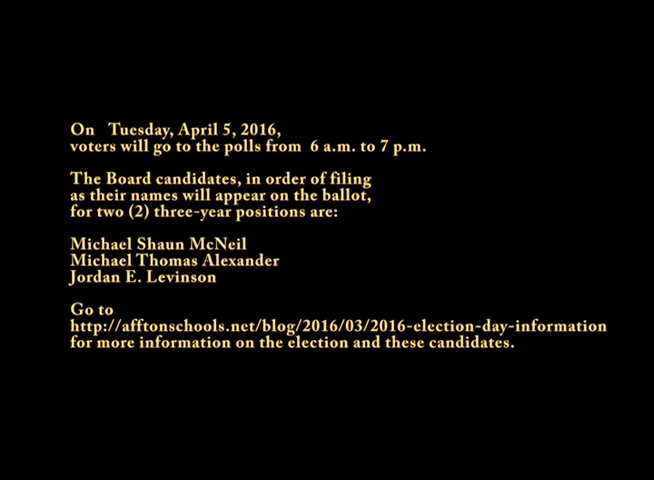 On Tuesday, April 5, 2016,
voters will go to the polls from 6 a.m. to 7 p.m.
The Board candidates, in order of filing
as their names will appear on the ballot,
for two (2) three-year positions are:
Michael Shaun McNeil
Michael Thomas Alexander
Jordan E. Levinson
Go to
http://afftonschools.net/blog/2016/03/2016-election-day-information
for more information on the election and these candidates.